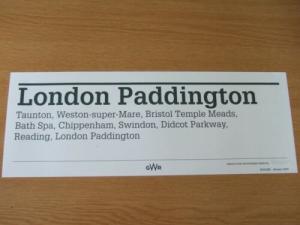 London Paddington
Taunton, Weston-super-Mare, Bristol Temple Meads,
Bath Spa, Chippenham, Swindon, Didcot Parkway,
Reading, London Paddington
GWR